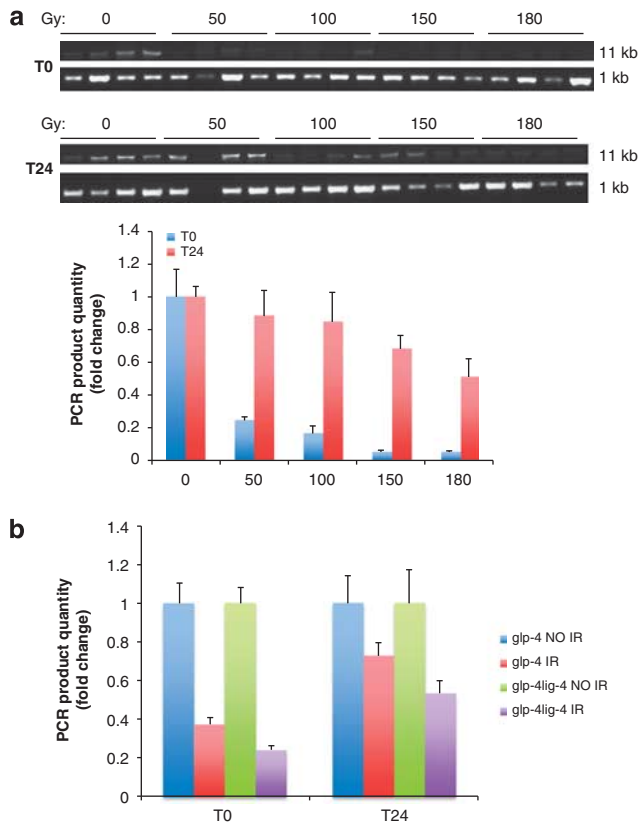 a
Gy: 0 50 100 150 180
T0
11 kb
1 kb
Gy: 0 50 100 150 180
T24
11 kb
1 kb
PCR product quantity
(fold change)
1.4
1.2
1
0.8
0.6
0.4
0.2
0
T0
T24
0 50 100 150 180
b
PCR product quantity
(fold change)
1.4
1.2
1
0.8
0.6
0.4
0.2
0
T0 T24
glp-4 NO IR
glp-4 IR
glp-4lig-4 NO IR
glp-4lig-4 IR